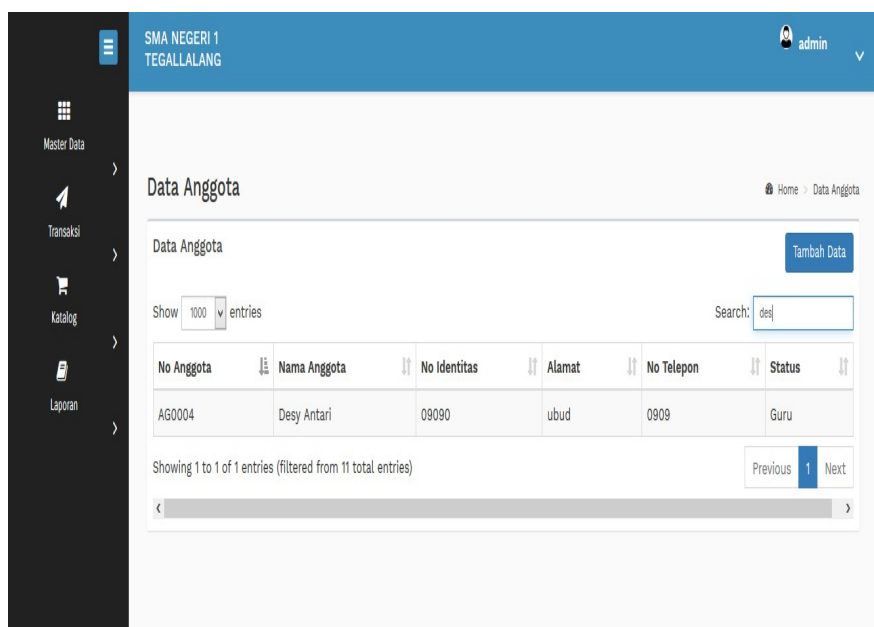 SMA NEGERI 1
TEGALLALANG
admin
Master Data
Transaksi
Katalog
Laporan
Data Anggota
Home > Data Anggota
Data Anggota
Tambah Data
Show 1000 entries
Search: des
No Anggota Nama Anggota No Identitas Alamat No Telepon Status
AG0004 Desy Antari 09090 ubud 0909 Guru
Showing 1 to 1 of 1 entries (filtered from 11 total entries)
Previous 1 Next